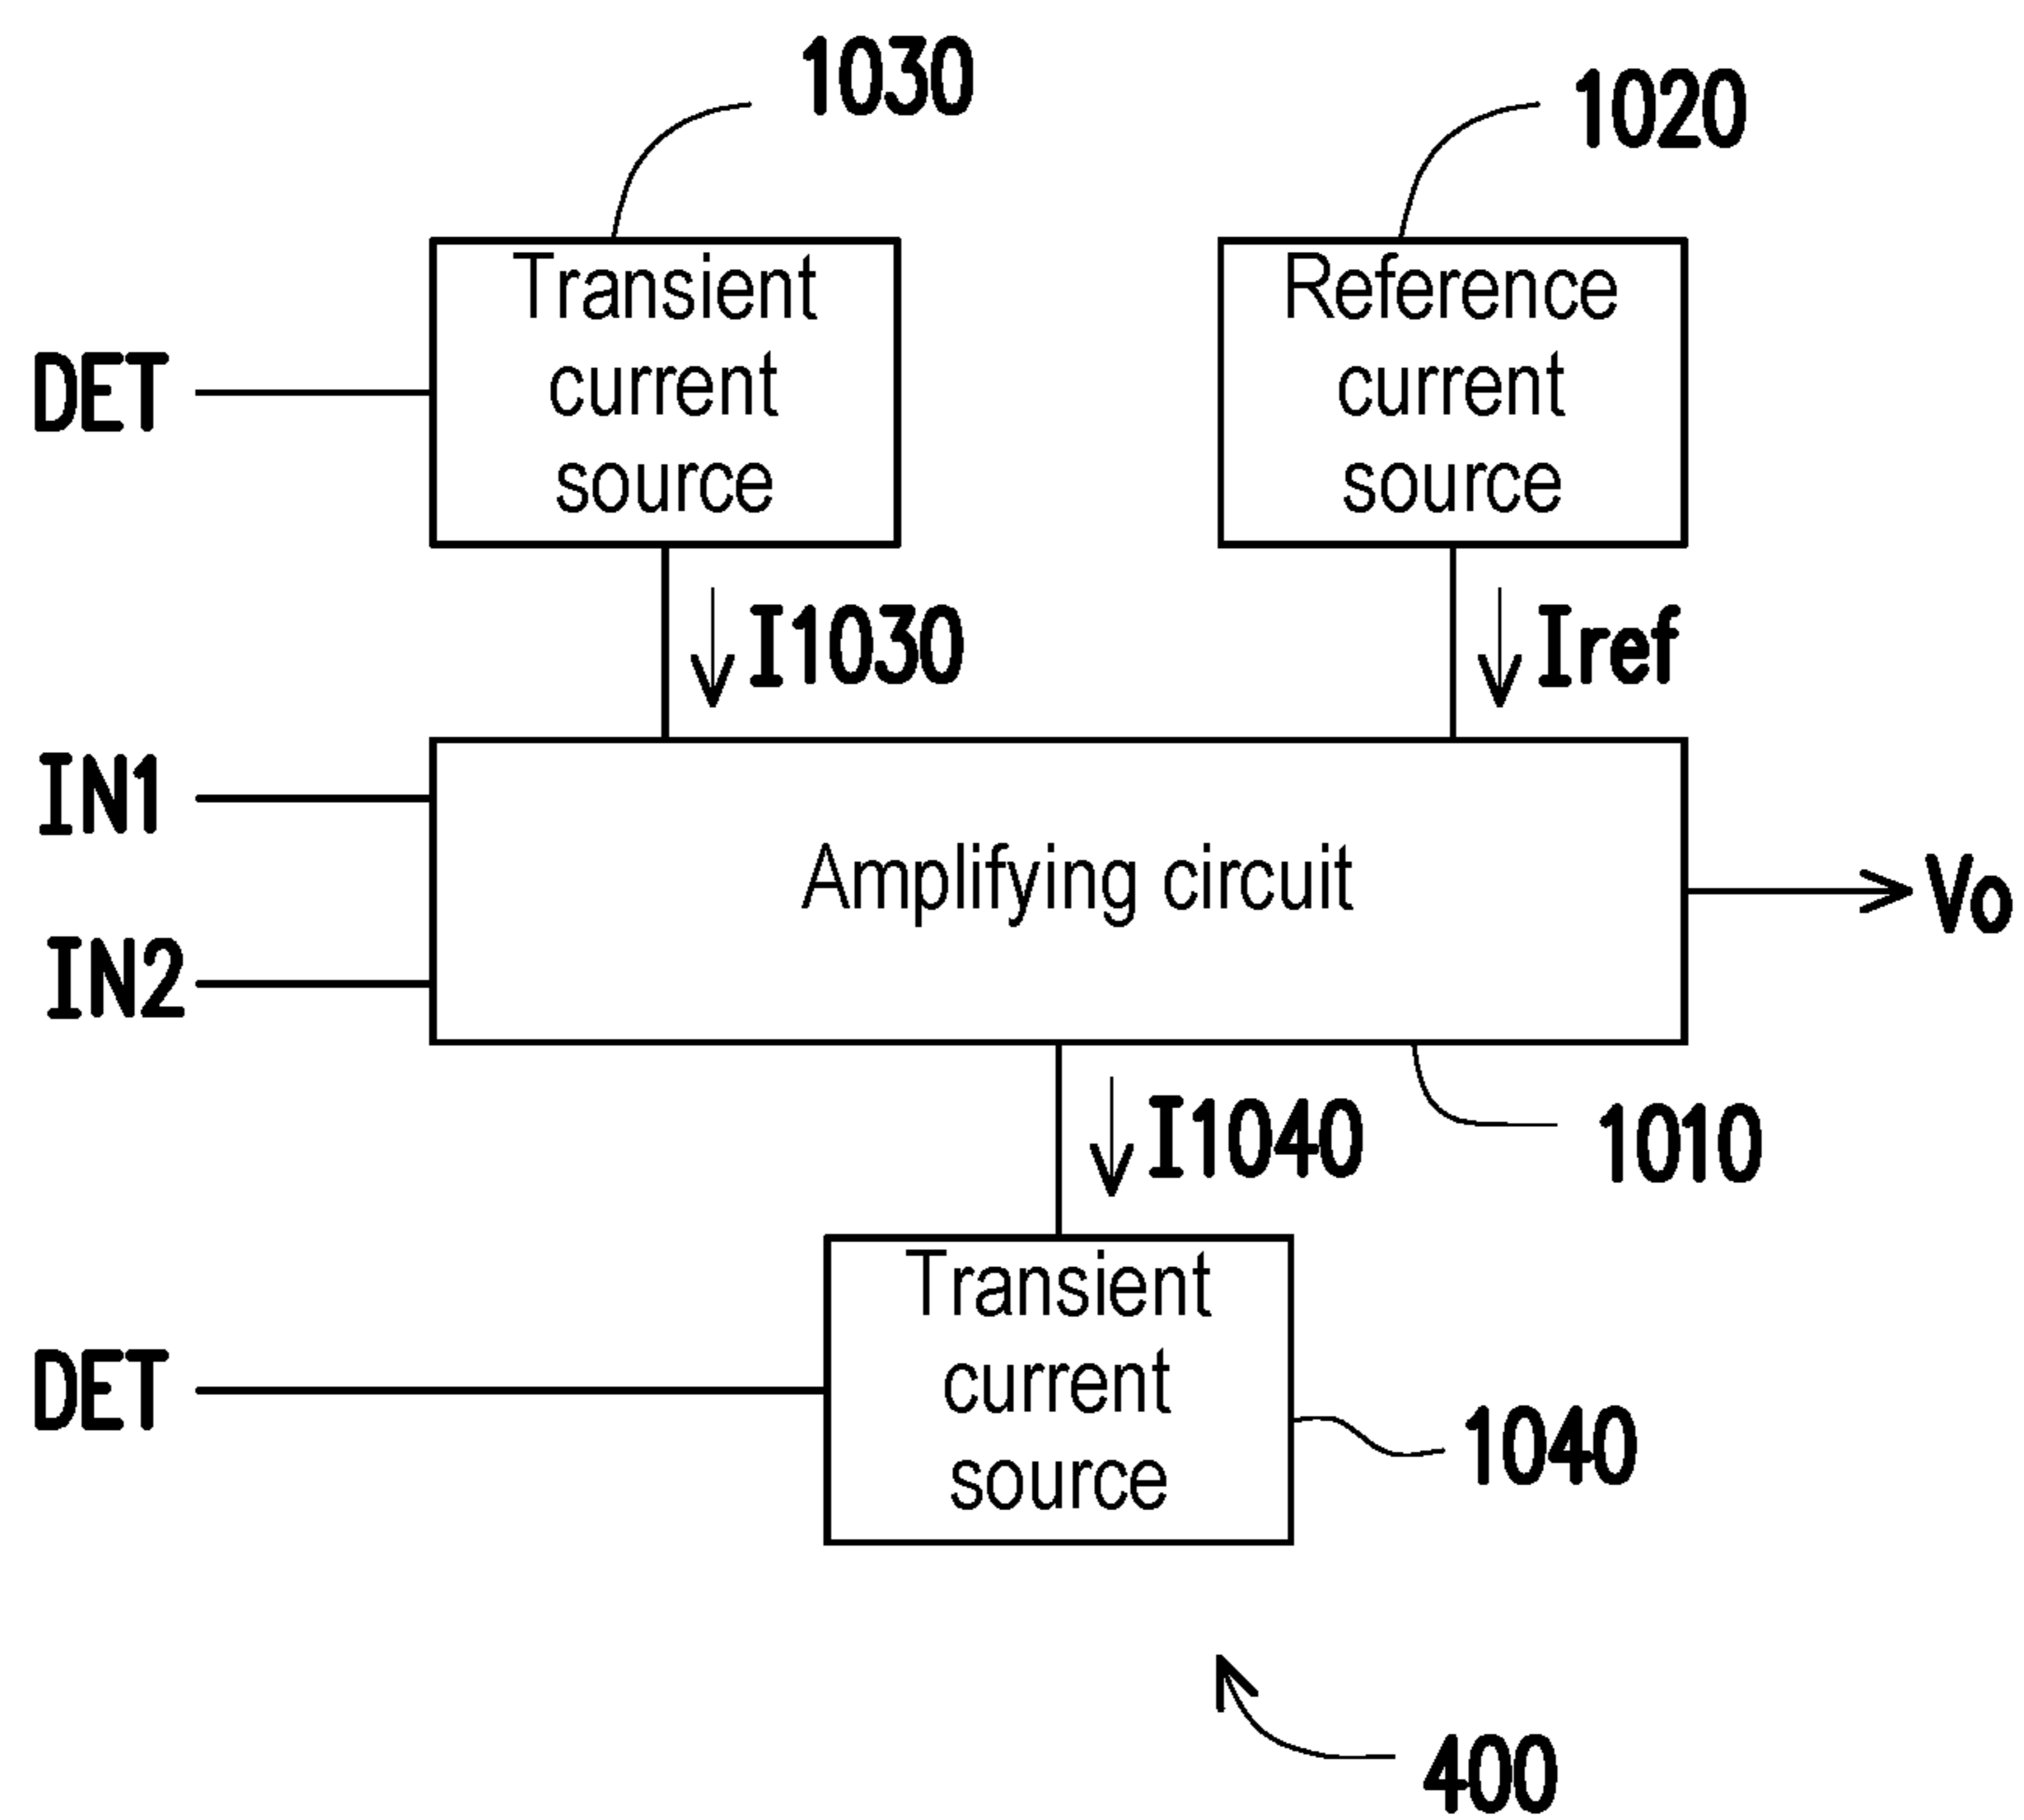 1030
1020
Transient
current
source
Reference
current
source
DET
I1030
Iref
IN1
Amplifying circuit
Vo
IN2
I1040
1010
Transient
current
source
DET
1040
400